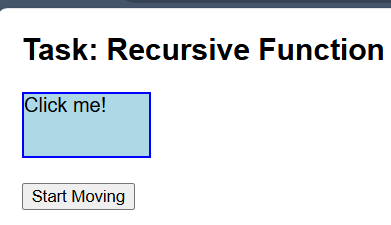 Task: Recursive Function
Click me!
Start Moving